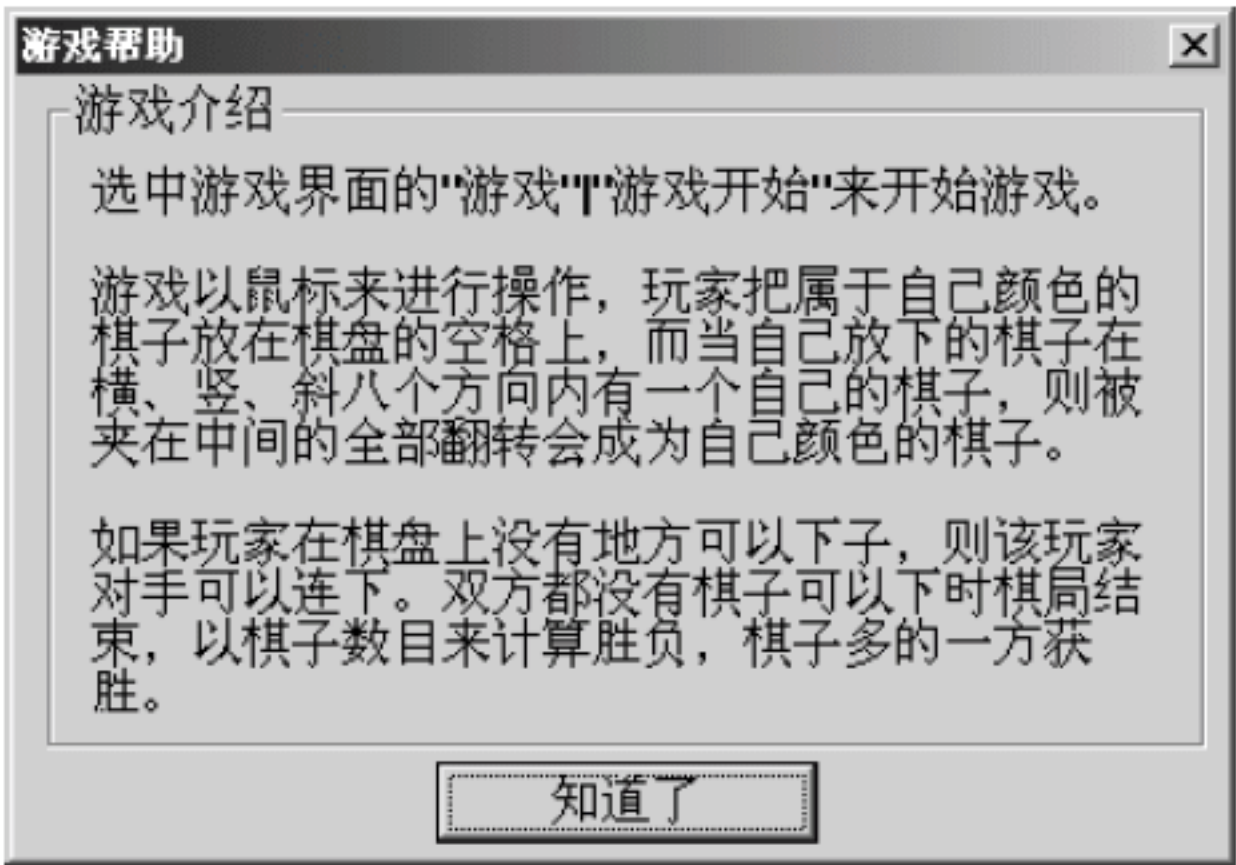 游戏帮助
游戏介绍
选中游戏界面的"游戏"|"游戏开始"来开始游戏。
游戏以鼠标来进行操作，玩家把属于自己颜色的
棋子放在棋盘的空格上，而当自己放下的棋子在
横、竖、斜八个方向内有一个自己的棋子，则被
夹在中间的全部翻转会成为自己颜色的棋子。
如果玩家在棋盘上没有地方可以下子，则该玩家
对手可以连下。双方都没有棋子可以下时棋局结
束，以棋子数目来计算胜负，棋子多的一方获
胜。
知道了